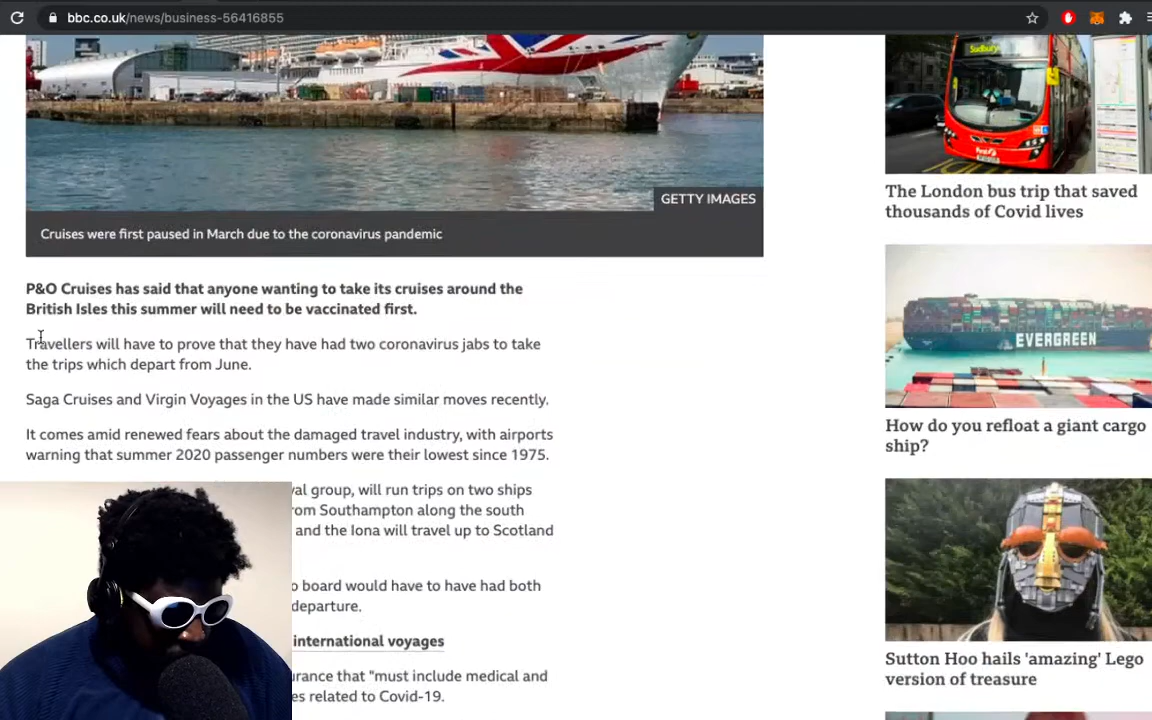 bbc.co.uk/news/business-56416855
GETTY IMAGES
Cruises were first paused in March due to the coronavirus pandemic
P&O Cruises has said that anyone wanting to take its cruises around the
British Isles this summer will need to be vaccinated first.
Travellers will have to prove that they have had two coronavirus jabs to take
the trips which depart from June.
Saga Cruises and Virgin Voyages in the US have made similar moves recently.
It comes amid renewed fears about the damaged travel industry, with airports
warning that summer 2020 passenger numbers were their lowest since 1975.
group, will run trips on two ships
Southampton along the south
and the Iona will travel up to Scotland
board would have to have had both
departure.
international voyages
that "must include medical and
related to Covid-19.
Sudbury
The London bus trip that saved
thousands of Covid lives
EVERGREEN
How do you refloat a giant cargo
ship?
Sutton Hoo hails 'amazing' Lego
version of treasure